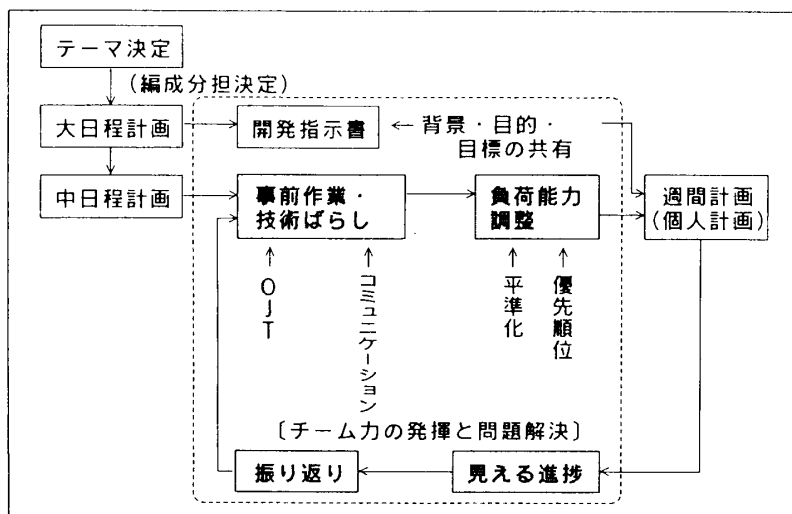 テーマ決定
(編成分担決定)
大日程計画
開発指示書
背景・目的・
目標の共有
中日程計画
事前作業・
技術ばらし
負荷能力
調整
週間計画
(個人計画)
OJT
コミュニケーション
平準化
優先順位
〔チーム力の発揮と問題解決〕
振り返り
見える進捗